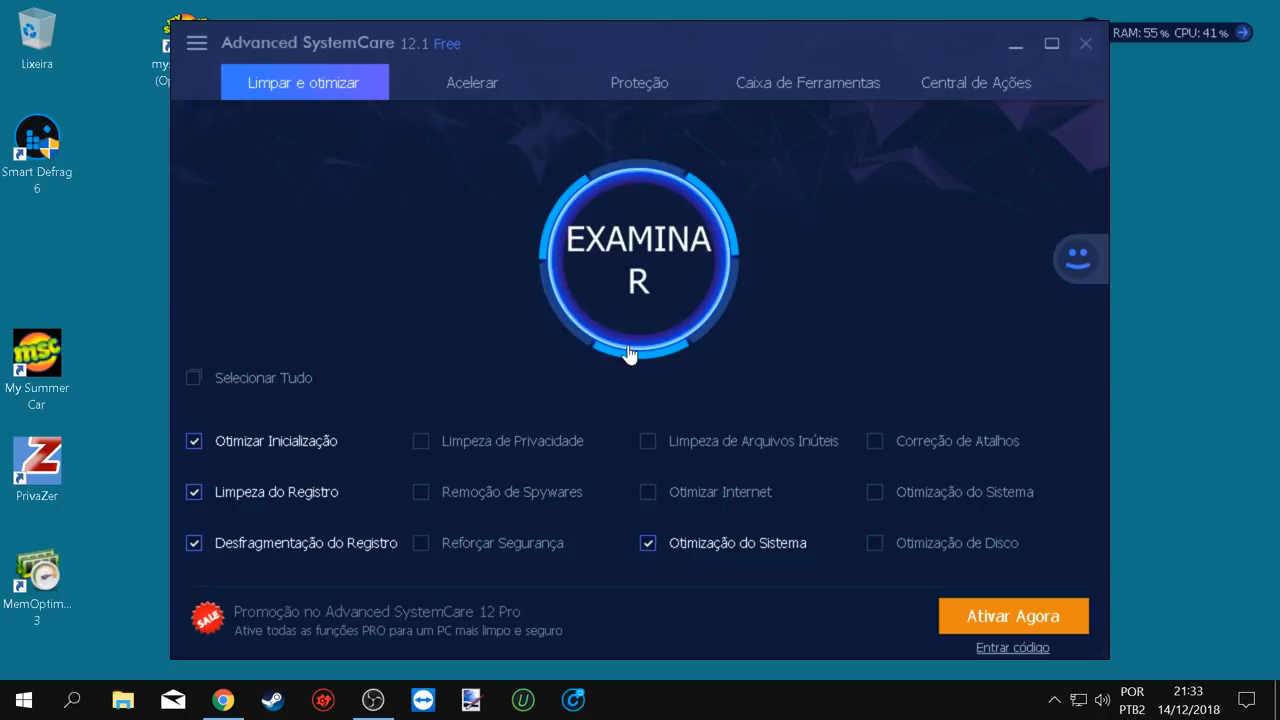 Lixeira
Smart Defrag
6
My Summer
Car
PrivaZer
MemOptim...
3
Advanced SystemCare 12.1 Free
RAM: 55% CPU: 41%
Limpar e otimizar
Acelerar
Proteção
Caixa de Ferramentas
Central de Ações
EXAMINA
R
Selecionar Tudo
Otimizar Inicialização
Limpeza de Privacidade
Limpeza de Arquivos Inúteis
Correção de Atalhos
Limpeza do Registro
Remoção de Spywares
Otimizar Internet
Otimização do Sistema
Desfragmentação do Registro
Reforçar Segurança
Otimização do Sistema
Otimização de Disco
SALE
Promoção no Advanced SystemCare 12 Pro
Ative todas as funções PRO para um PC mais limpo e seguro
Ativar Agora
Entrar código
POR
PTB2
21:33
14/12/2018